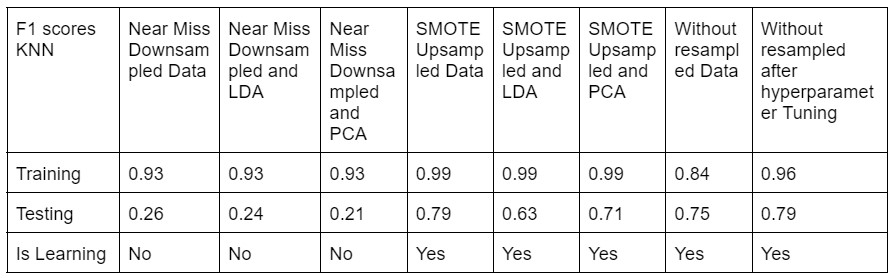 F1 scores KNN | Near Miss Downsampled Data | Near Miss Downsampled and LDA | Near Miss Downsampled and PCA | SMOTE Upsampled Data | SMOTE Upsampled and LDA | SMOTE Upsampled and PCA | Without resampled Data | Without resampled after hyperparameter Tuning
Training | 0.93 | 0.93 | 0.93 | 0.99 | 0.99 | 0.99 | 0.84 | 0.96
Testing | 0.26 | 0.24 | 0.21 | 0.79 | 0.63 | 0.71 | 0.75 | 0.79
Is Learning | No | No | No | Yes | Yes | Yes | Yes | Yes